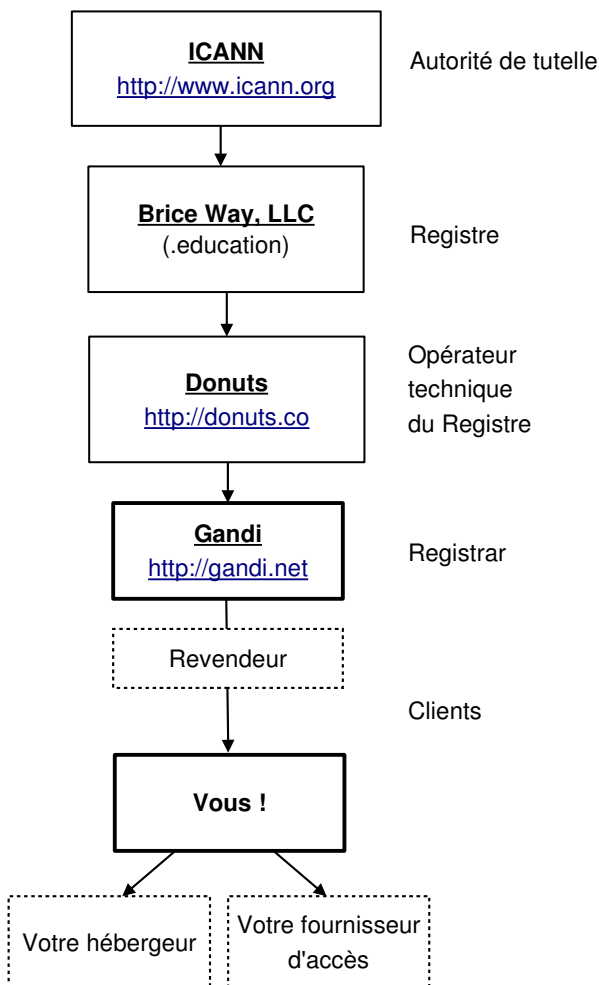 ICANN
http://www.icann.org
Autorité de tutelle
Brice Way, LLC
(.education)
Registre
Donuts
http://donuts.co
Opérateur
technique
du Registre
Gandi
http://gandi.net
Registrar
Revendeur
Clients
Vous !
Votre hébergeur
Votre fournisseur
d'accès